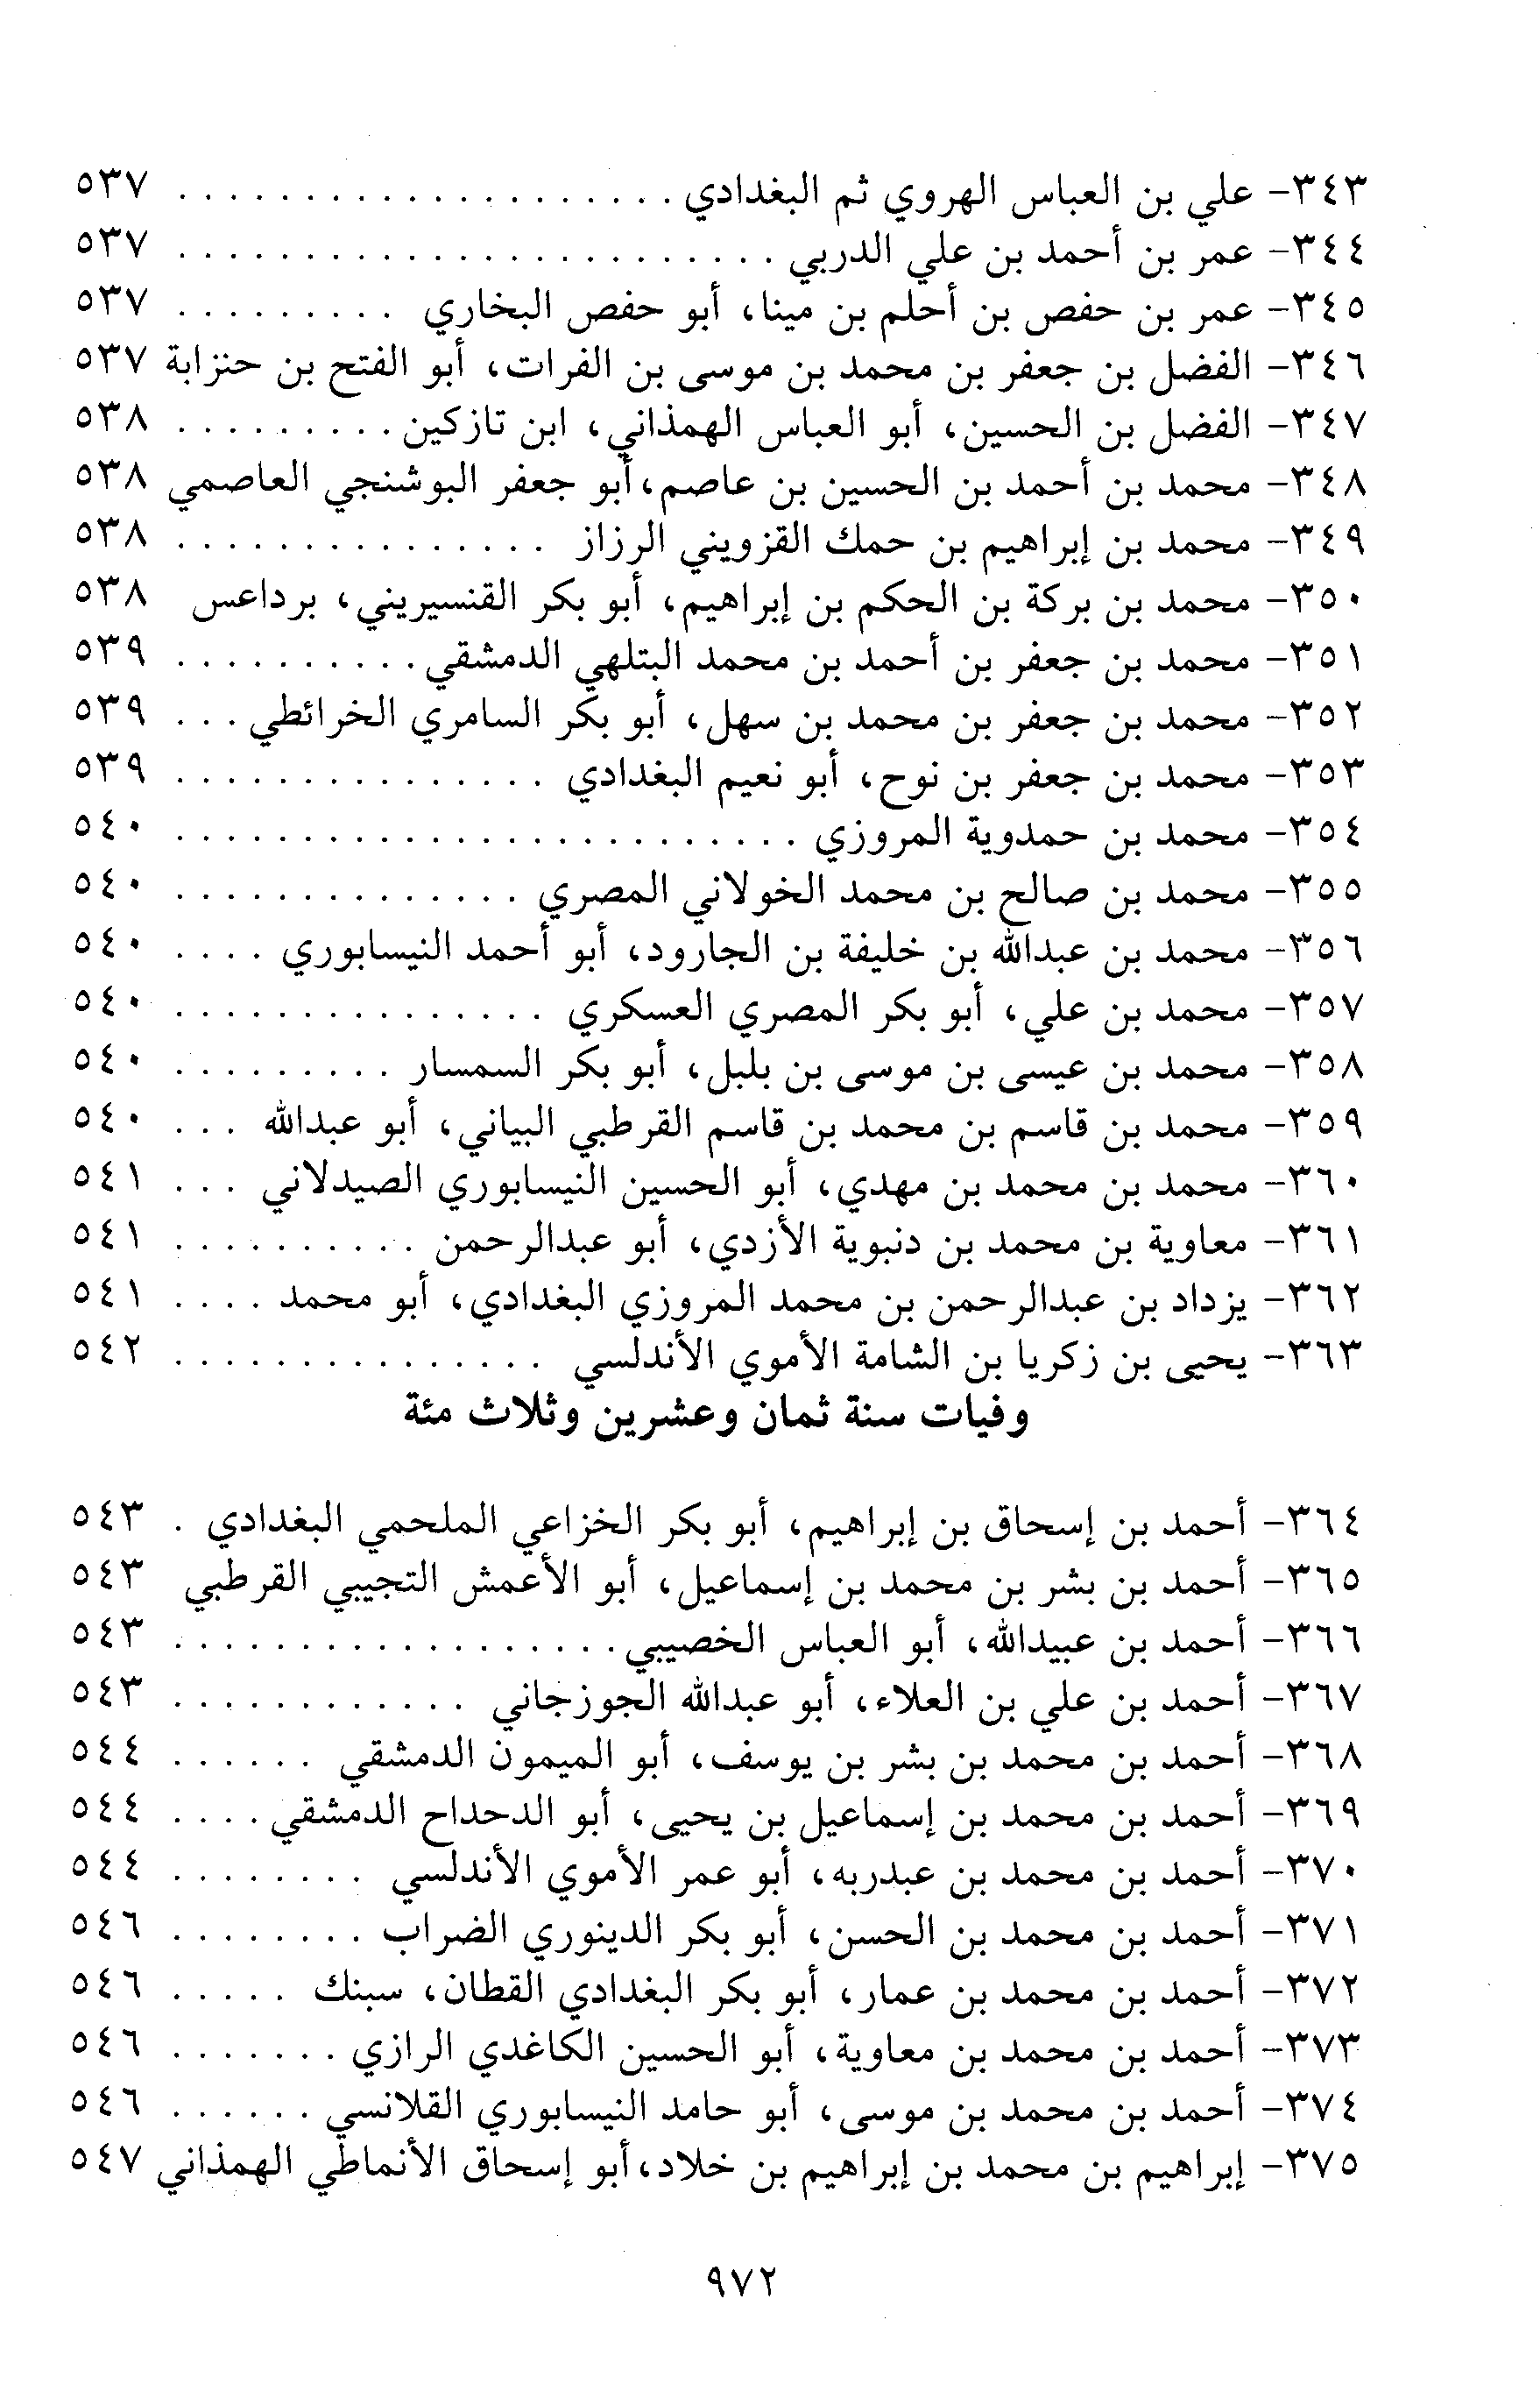 ٣٤٣- علي بن العباس الهروي ثم البغدادي . . . . . . . . . . . . . . . . . . . . ٥٣٧
٣٤٤- عمر بن أحمد بن علي الدربي . . . . . . . . . . . . . . . . . . . . . . . . ٥٣٧
٣٤٥- عمر بن حفص بن أحلم بن مينا، أبو حفص البخاري . . . . . . . . . ٥٣٧
٣٤٦- الفضل بن جعفر بن محمد بن موسى بن الفرات، أبو الفتح بن حنزابة ٥٣٧
٣٤٧- الفضل بن الحسين، أبو العباس الهمذاني، ابن تازكين . . . . . . . . . ٥٣٨
٣٤٨- محمد بن أحمد بن الحسين بن عاصم،أبو جعفر البوشنجي العاصمي ٥٣٨
٣٤٩- محمد بن إبراهيم بن حمك القزويني الرزاز . . . . . . . . . . . . . . . ٥٣٨
٣٥٠- محمد بن بركة بن الحكم بن إبراهيم، أبو بكر القنسيريني، برداعس ٥٣٨
٣٥١- محمد بن جعفر بن أحمد بن محمد البتلهي الدمشقي . . . . . . . . . . ٥٣٩
٣٥٢- محمد بن جعفر بن محمد بن سهل، أبو بكر السامري الخرائطي . . . ٥٣٩
٣٥٣- محمد بن جعفر بن نوح، أبو نعيم البغدادي . . . . . . . . . . . . . . . ٥٣٩
٣٥٤- محمد بن حمدوية المروزي . . . . . . . . . . . . . . . . . . . . . . . . . ٥٤٠
٣٥٥- محمد بن صالح بن محمد الخولاني المصري . . . . . . . . . . . . . . ٥٤٠
٣٥٦- محمد بن عبدالله بن خليفة بن الجارود، أبو أحمد النيسابوري . . . . ٥٤٠
٣٥٧- محمد بن علي، أبو بكر المصري العسكري . . . . . . . . . . . . . . . ٥٤٠
٣٥٨- محمد بن عيسى بن موسى بن بلبل، أبو بكر السمسار . . . . . . . . . ٥٤٠
٣٥٩- محمد بن قاسم بن محمد بن قاسم القرطبي البياني، أبو عبدالله . . . ٥٤٠
٣٦٠- محمد بن محمد بن مهدي، أبو الحسين النيسابوري الصيدلاني . . . ٥٤١
٣٦١- معاوية بن محمد بن دنبوية الأزدي، أبو عبدالرحمن . . . . . . . . . . ٥٤١
٣٦٢- يزداد بن عبدالرحمن بن محمد المروزي البغدادي، أبو محمد . . . . ٥٤١
٣٦٣- يحيى بن زكريا بن الشامة الأموي الأندلسي . . . . . . . . . . . . . . . ٥٤٢
وفيات سنة ثمان وعشرين وثلاث مئة
٣٦٤- أحمد بن إسحاق بن إبراهيم، أبو بكر الخزاعي الملحمي البغدادي . ٥٤٣
٣٦٥- أحمد بن بشر بن محمد بن إسماعيل، أبو الأعمش التجيبي القرطبي ٥٤٣
٣٦٦- أحمد بن عبيدالله، أبو العباس الخصيبي . . . . . . . . . . . . . . . . . . ٥٤٣
٣٦٧- أحمد بن علي بن العلاء، أبو عبدالله الجوزجاني . . . . . . . . . . . . ٥٤٣
٣٦٨- أحمد بن محمد بن بشر بن يوسف، أبو الميمون الدمشقي . . . . . . ٥٤٤
٣٦٩- أحمد بن محمد بن إسماعيل بن يحيى، أبو الدحداح الدمشقي . . . . ٥٤٤
٣٧٠- أحمد بن محمد بن عبدربه، أبو عمر الأموي الأندلسي . . . . . . . . ٥٤٤
٣٧١- أحمد بن محمد بن الحسن، أبو بكر الدينوري الضراب . . . . . . . . ٥٤٦
٣٧٢- أحمد بن محمد بن عمار، أبو بكر البغدادي القطان، سبنك . . . . . ٥٤٦
٣٧٣- أحمد بن محمد بن معاوية، أبو الحسين الكاغدي الرازي . . . . . . . ٥٤٦
٣٧٤- أحمد بن محمد بن موسى، أبو حامد النيسابوري القلانسي . . . . . . ٥٤٦
٣٧٥- إبراهيم بن محمد بن إبراهيم بن خلاد،أبو إسحاق الأنماطي الهمذاني ٥٤٧
٩٧٢